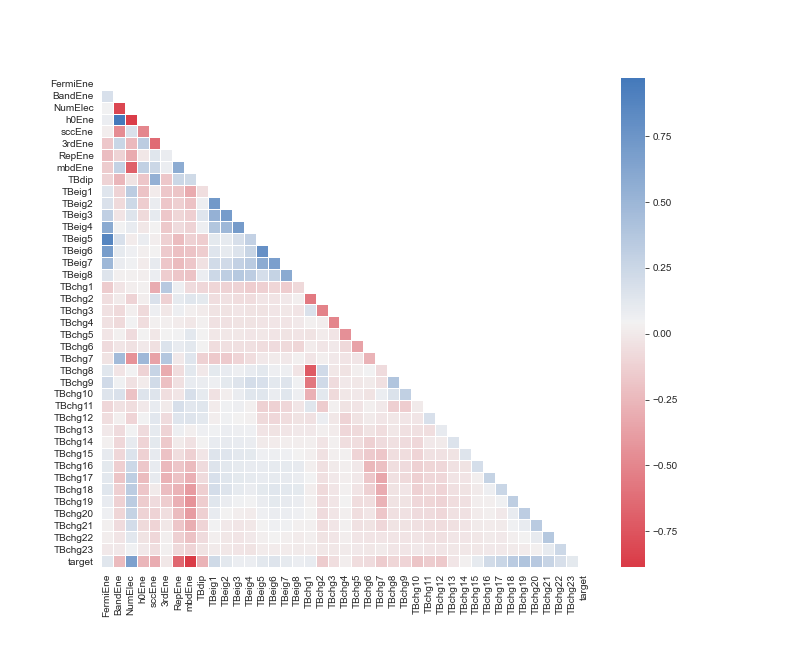 FermiEne
BandEne
NumElec
h0Ene
sccEne
3rdEne
RepEne
mbdEne
TBdip
TBeig1
TBeig2
TBeig3
TBeig4
TBeig5
TBeig6
TBeig7
TBeig8
TBchg1
TBchg2
TBchg3
TBchg4
TBchg5
TBchg6
TBchg7
TBchg8
TBchg9
TBchg10
TBchg11
TBchg12
TBchg13
TBchg14
TBchg15
TBchg16
TBchg17
TBchg18
TBchg19
TBchg20
TBchg21
TBchg22
TBchg23
target
FermiEne
BandEne
NumElec
h0Ene
sccEne
3rdEne
RepEne
mbdEne
TBdip
TBeig1
TBeig2
TBeig3
TBeig4
TBeig5
TBeig6
TBeig7
TBeig8
TBchg1
TBchg2
TBchg3
TBchg4
TBchg5
TBchg6
TBchg7
TBchg8
TBchg9
TBchg10
TBchg11
TBchg12
TBchg13
TBchg14
TBchg15
TBchg16
TBchg17
TBchg18
TBchg19
TBchg20
TBchg21
TBchg22
TBchg23
target
0.75
0.50
0.25
0.00
−0.25
−0.50
−0.75